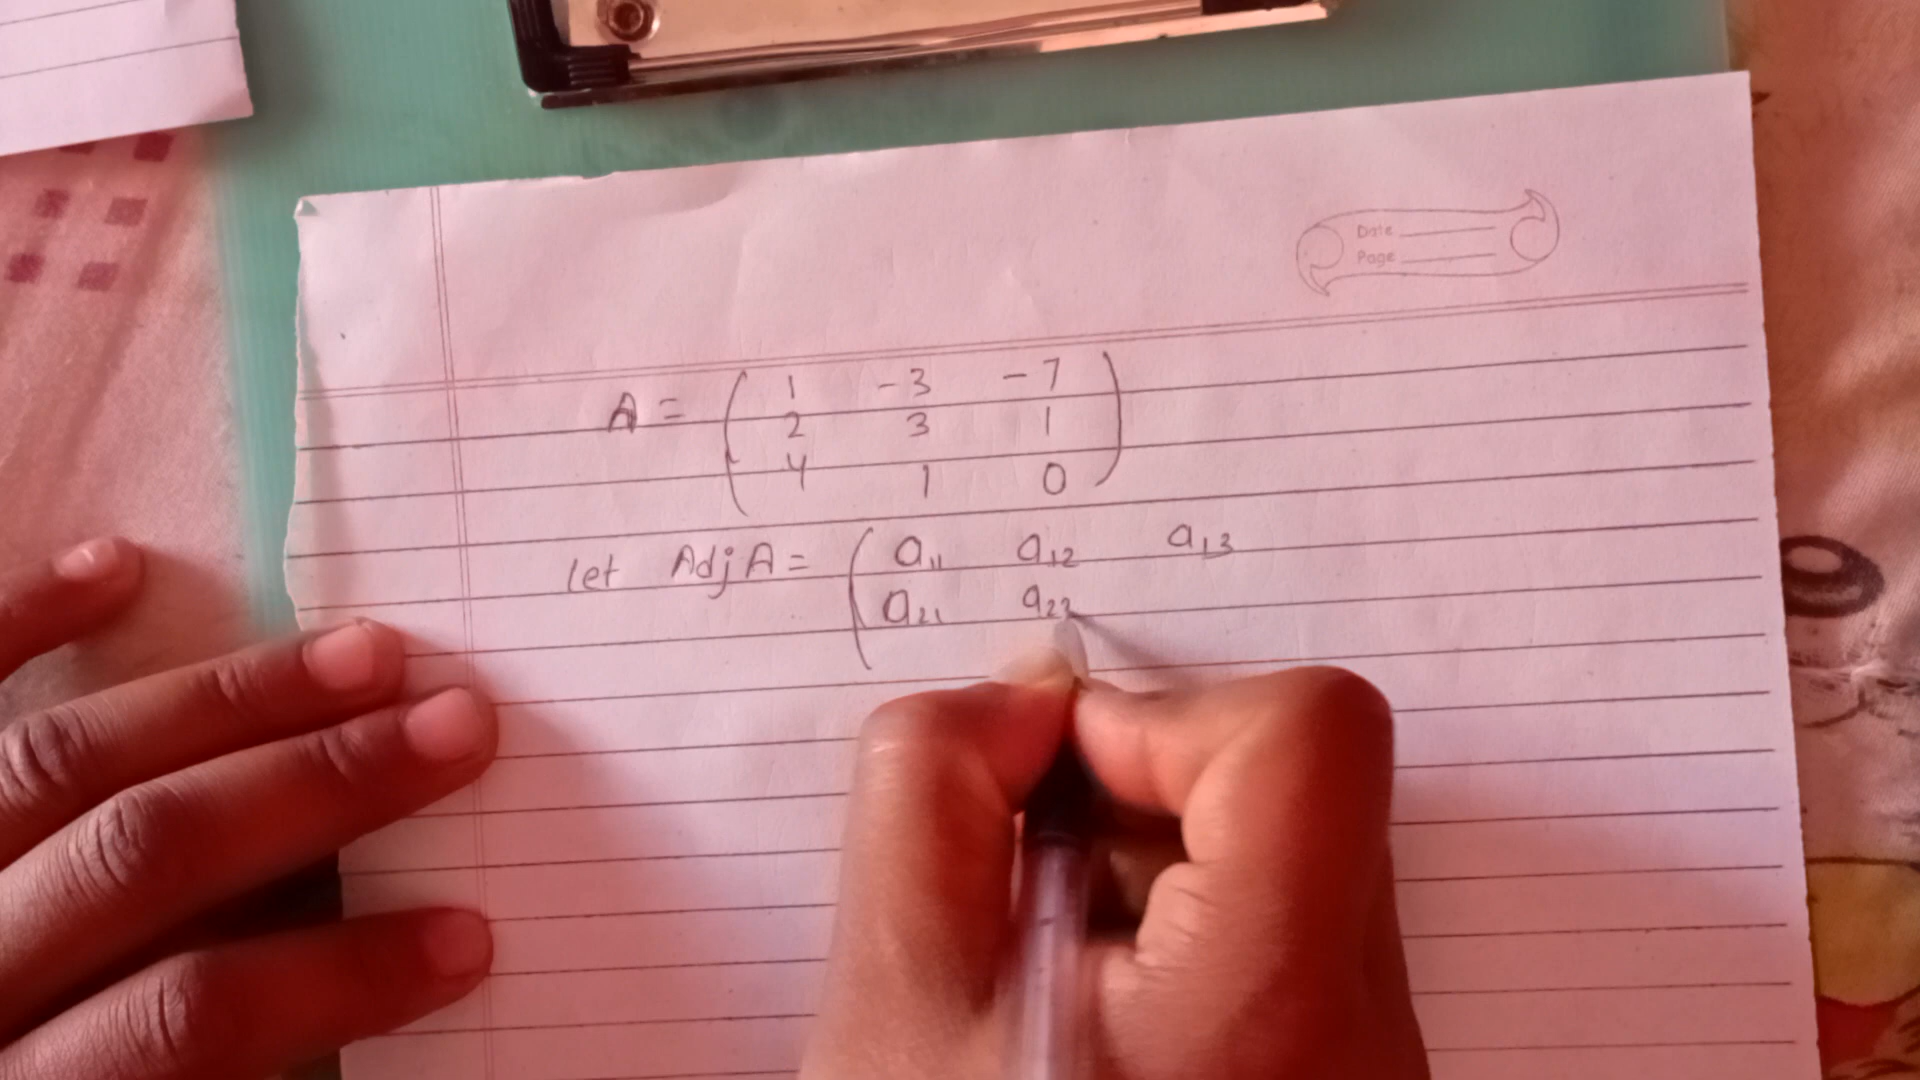 Date
Page
A = ( 1 -3 -7
2 3 1
4 1 0 )
let Adj A = ( a11 a12 a13
a21 a22